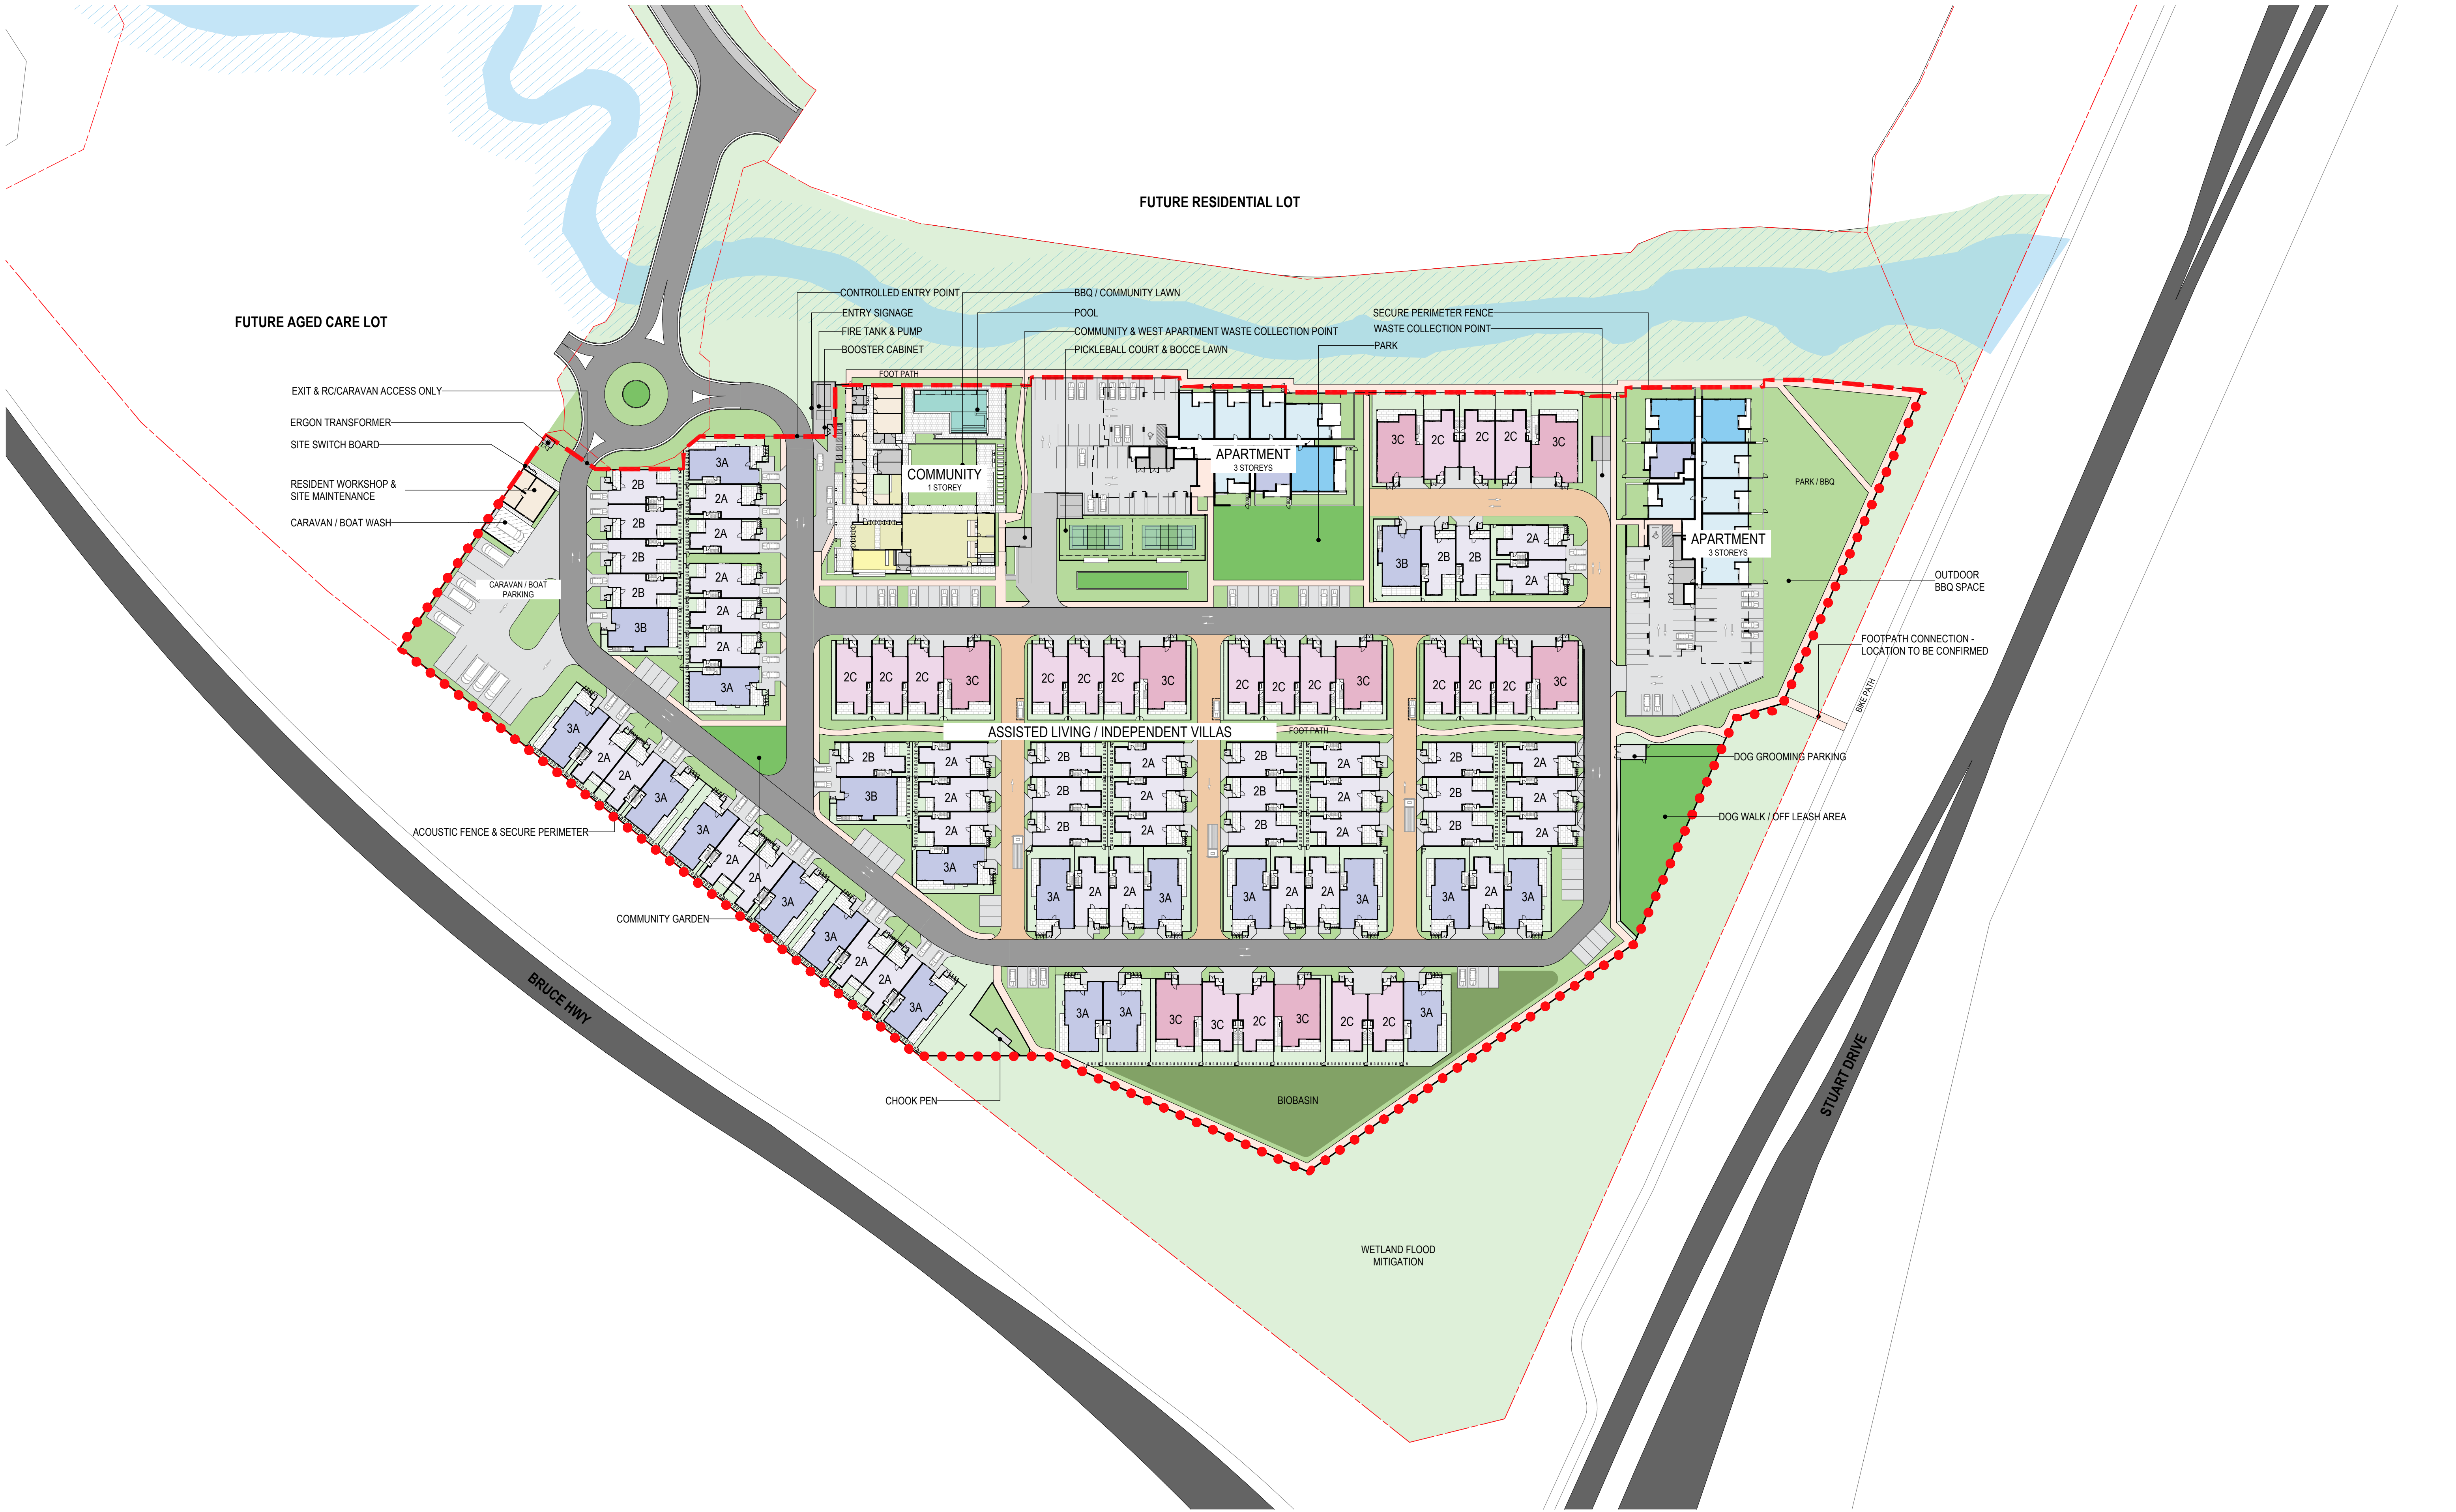 FUTURE RESIDENTIAL LOT
FUTURE AGED CARE LOT
CONTROLLED ENTRY POINT
ENTRY SIGNAGE
FIRE TANK & PUMP
BOOSTER CABINET
FOOT PATH
BBQ / COMMUNITY LAWN
POOL
COMMUNITY & WEST APARTMENT WASTE COLLECTION POINT
PICKLEBALL COURT & BOCCE LAWN
SECURE PERIMETER FENCE
WASTE COLLECTION POINT
PARK
EXIT & RC/CARAVAN ACCESS ONLY
ERGON TRANSFORMER
SITE SWITCH BOARD
RESIDENT WORKSHOP &
SITE MAINTENANCE
CARAVAN / BOAT WASH
CARAVAN / BOAT
PARKING
COMMUNITY
1 STOREY
APARTMENT
3 STOREYS
3C 2C 2C 2C 3C
PARK / BBQ
APARTMENT
3 STOREYS
OUTDOOR
BBQ SPACE
3B 2B 2B 2A
2A
3A
2A
2A
2A
2A
2A
3A
2B
2B
2B
2B
3B
FOOTPATH CONNECTION -
LOCATION TO BE CONFIRMED
BIKE PATH
2C 2C 2C 3C 2C 2C 2C 3C 2C 2C 2C 3C 2C 2C 2C 3C
ASSISTED LIVING / INDEPENDENT VILLAS
FOOT PATH
2B 2A 2B 2A 2B 2A 2B 2A
3B 2A 2B 2A 2B 2A 2B 2A
2A 2B 2A 2B 2A 2B 2A
3A
3A 2A 2A 3A 3A 2A 2A 3A 3A 2A 3A
DOG GROOMING PARKING
DOG WALK / OFF LEASH AREA
3A 2A 2A 3A
3A 2A 2A 3A
3A 2A 2A 3A
ACOUSTIC FENCE & SECURE PERIMETER
COMMUNITY GARDEN
3A 3A 3C 3C 2C 3C 2C 2C 3A
CHOOK PEN
BIOBASIN
BRUCE HWY
STUART DRIVE
WETLAND FLOOD
MITIGATION